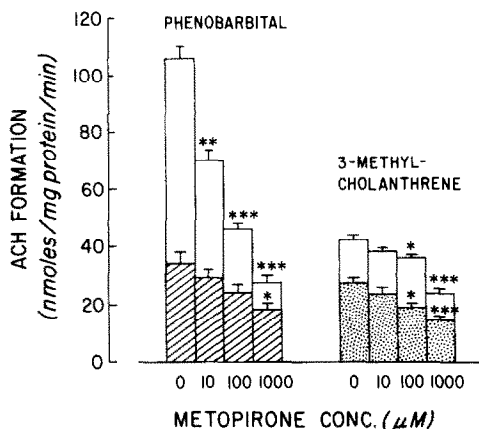 PHENOBARBITAL
3-METHYL-
CHOLANTHRENE
ACH FORMATION
(nmoles/mg protein/min)
120
100
80
60
40
20
0
**
***
***
*
*
***
*
***
0 10 100 1000 0 10 100 1000
METOPIRONE CONC. (μM)